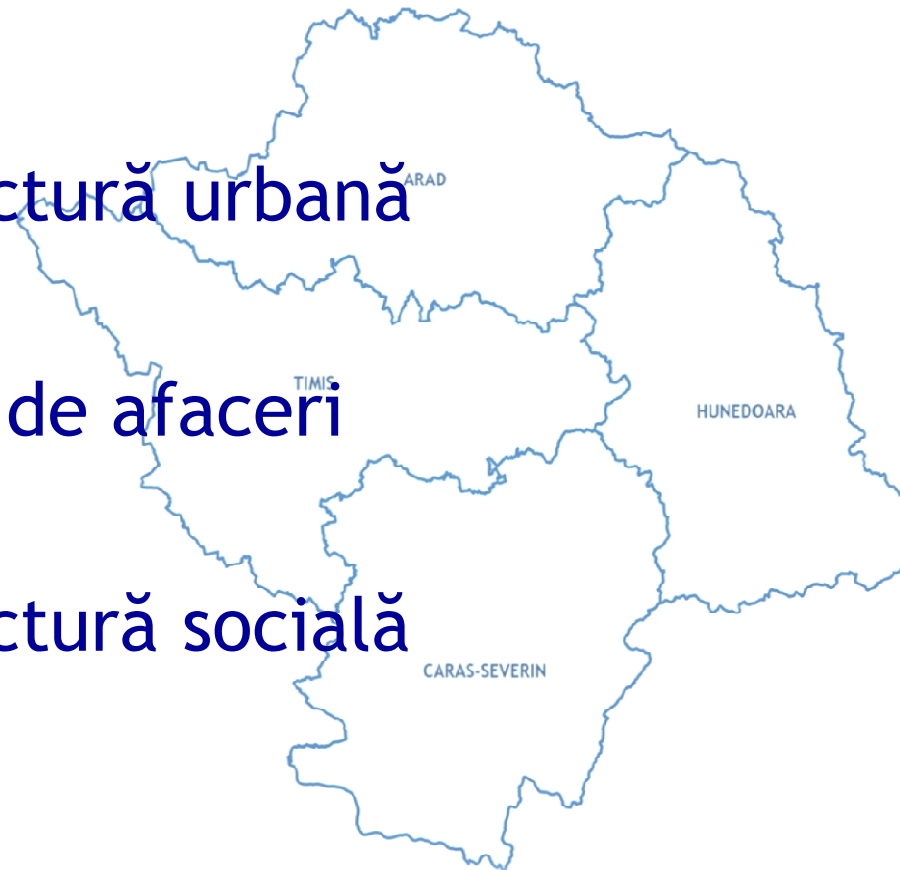 ctură urbană
ARAD
TIMIS
de afaceri
HUNEDOARA
ctură socială
CARAS-SEVERIN